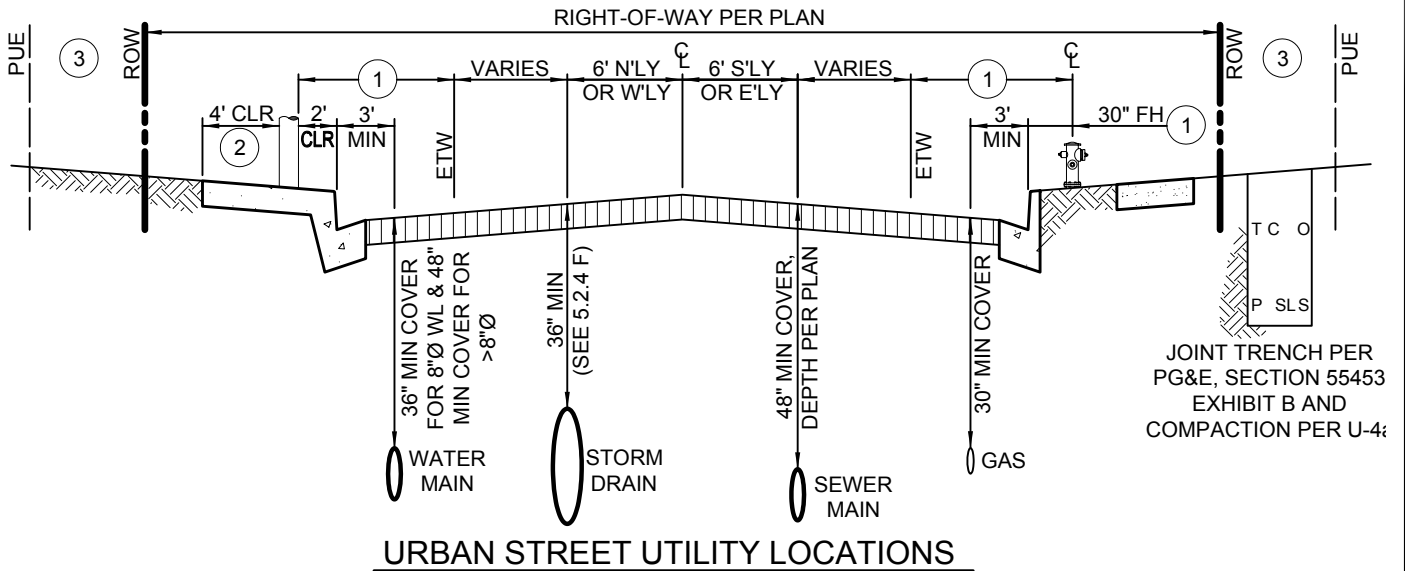 RIGHT-OF-WAY PER PLAN
PUE
3
ROW
1
VARIES
6' N'LY
OR W'LY
℄
6' S'LY
OR E'LY
VARIES
1
℄
ROW
3
PUE
4' CLR
2
2'
CLR
3'
MIN
ETW
ETW
3'
MIN
30" FH
1
36" MIN COVER
FOR 8"Ø WL & 48"
MIN COVER FOR
>8"Ø
36" MIN
(SEE 5.2.4 F)
48" MIN COVER,
DEPTH PER PLAN
30" MIN COVER
T C O
P SLS
JOINT TRENCH PER
PG&E, SECTION 55453
EXHIBIT B AND
COMPACTION PER U-4
WATER
MAIN
STORM
DRAIN
SEWER
MAIN
GAS
URBAN STREET UTILITY LOCATIONS